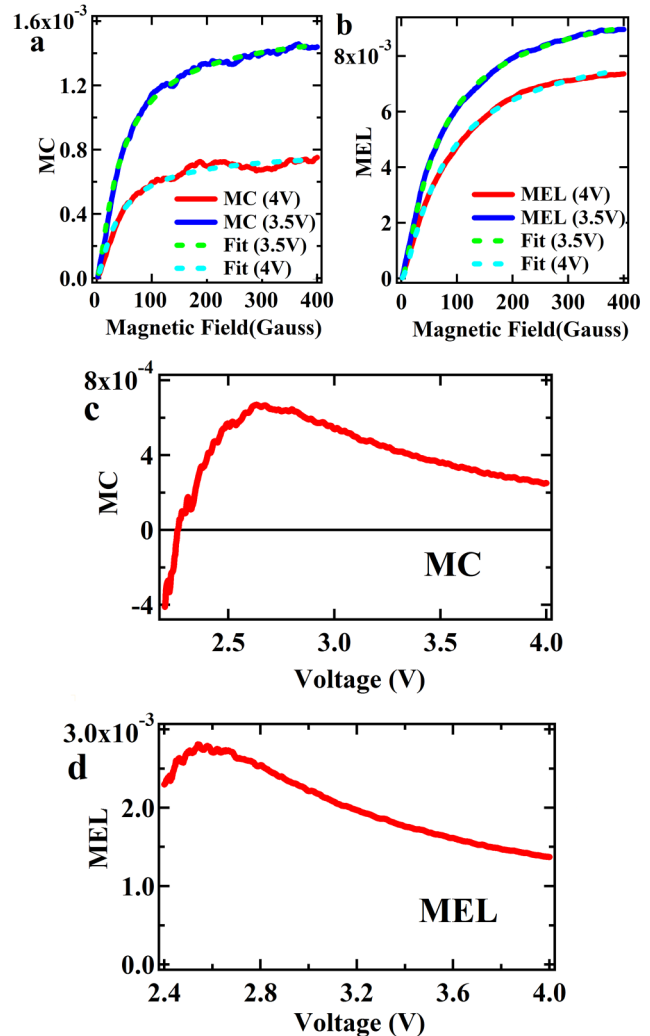 a
1.6x10⁻³
1.2
0.8
0.4
0.0
MC
MC (4V)
MC (3.5V)
Fit (3.5V)
Fit (4V)
0 100 200 300 400
Magnetic Field(Gauss)
b
8x10⁻³
6
4
2
0
MEL
MEL (4V)
MEL (3.5V)
Fit (3.5V)
Fit (4V)
0 100 200 300 400
Magnetic Field(Gauss)
c
8x10⁻⁴
4
0
-4
MC
MC
2.5 3.0 3.5 4.0
Voltage (V)
d
3.0x10⁻³
2.0
1.0
0.0
MEL
MEL
2.4 2.8 3.2 3.6 4.0
Voltage (V)